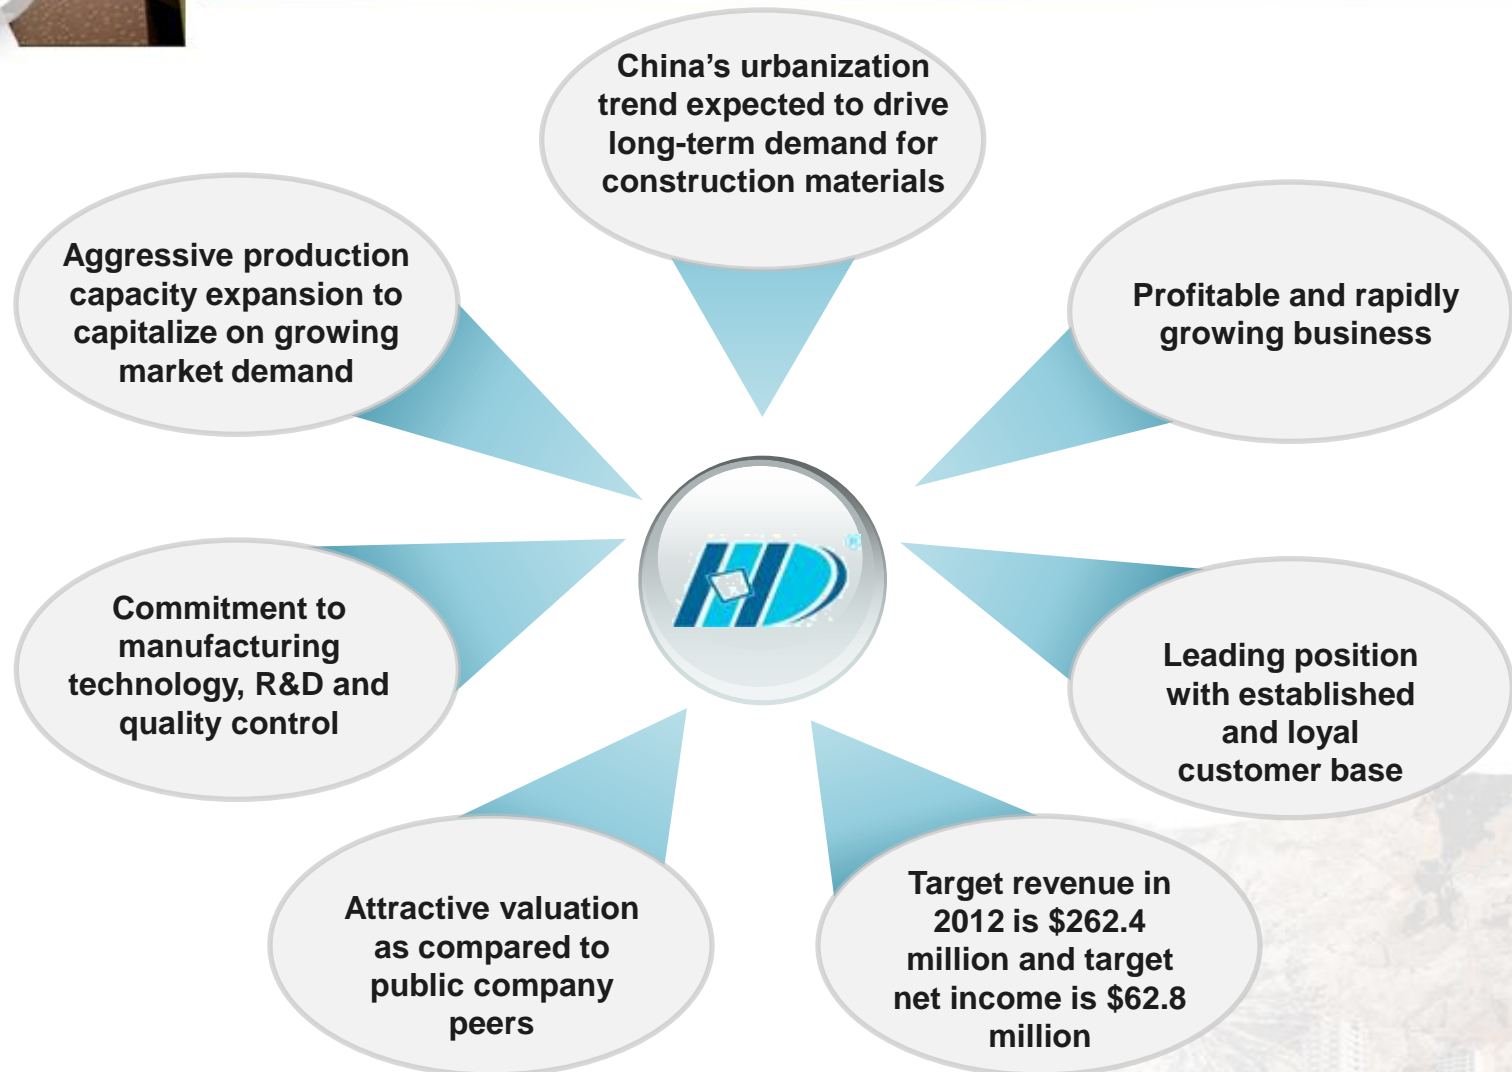 China’s urbanization
trend expected to drive
long-term demand for
construction materials
Aggressive production
capacity expansion to
capitalize on growing
market demand
Profitable and rapidly
growing business
HD®
Commitment to
manufacturing
technology, R&D and
quality control
Leading position
with established
and loyal
customer base
Attractive valuation
as compared to
public company
peers
Target revenue in
2012 is $262.4
million and target
net income is $62.8
million